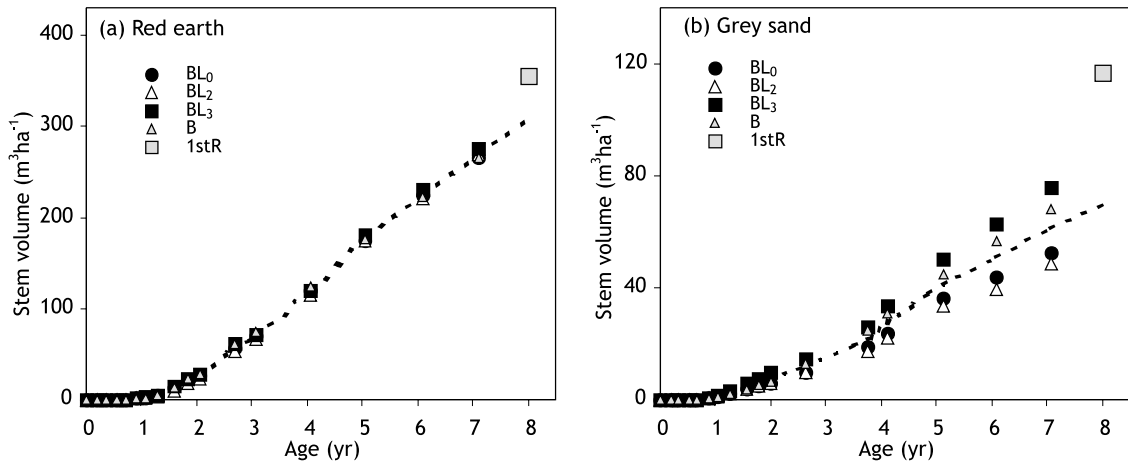 (a) Red earth
BL0
BL2
BL3
B
1stR
Stem volume (m3ha-1)
400
300
200
100
0
0 1 2 3 4 5 6 7 8
Age (yr)
(b) Grey sand
BL0
BL2
BL3
B
1stR
Stem volume (m3ha-1)
120
80
40
0
0 1 2 3 4 5 6 7 8
Age (yr)